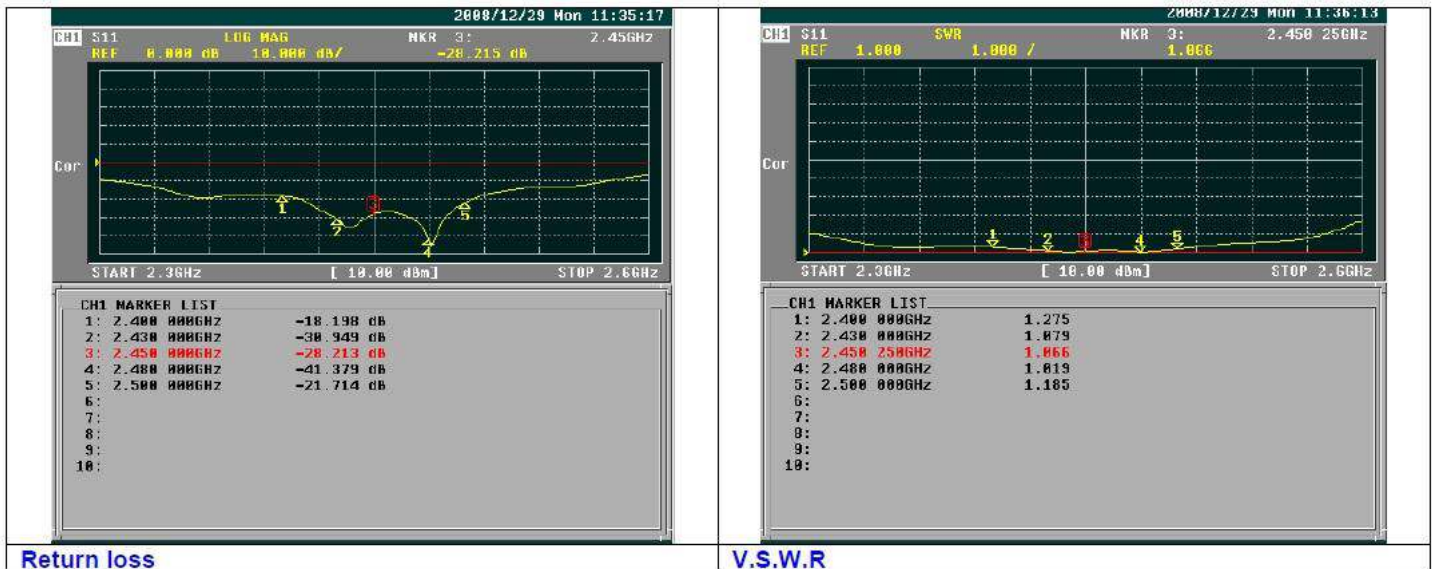 2008/12/29 Mon 11:35:17
CH1 S11 LOG MAG MKR 3: 2.45GHz
REF 0.000 dB 10.000 dB/ -28.215 dB
Cor
1
2
3
4
5
START 2.3GHz [ 10.00 dBm] STOP 2.6GHz
CH1 MARKER LIST
1: 2.400 000GHz -18.198 dB
2: 2.430 000GHz -30.949 dB
3: 2.450 000GHz -28.213 dB
4: 2.480 000GHz -41.379 dB
5: 2.500 000GHz -21.714 dB
6:
7:
8:
9:
10:
Return loss
2008/12/29 Mon 11:36:13
CH1 S11 SWR MKR 3: 2.450 25GHz
REF 1.000 1.000 / 1.066
Cor
1
2
3
4
5
START 2.3GHz [ 10.00 dBm] STOP 2.6GHz
CH1 MARKER LIST
1: 2.400 000GHz 1.275
2: 2.430 000GHz 1.079
3: 2.450 250GHz 1.066
4: 2.480 000GHz 1.019
5: 2.500 000GHz 1.185
6:
7:
8:
9:
10:
V.S.W.R